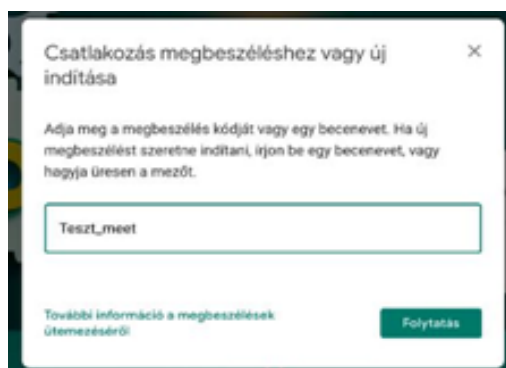 Csatlakozás megbeszéléshez vagy új
indítása
Adja meg a megbeszélés kódját vagy egy becenevet. Ha új
megbeszélést szeretne indítani, írjon be egy becenevet, vagy
hagyja üresen a mezőt.
Teszt_meet
További információ a megbeszélések
ütemezéséről
Folytatás